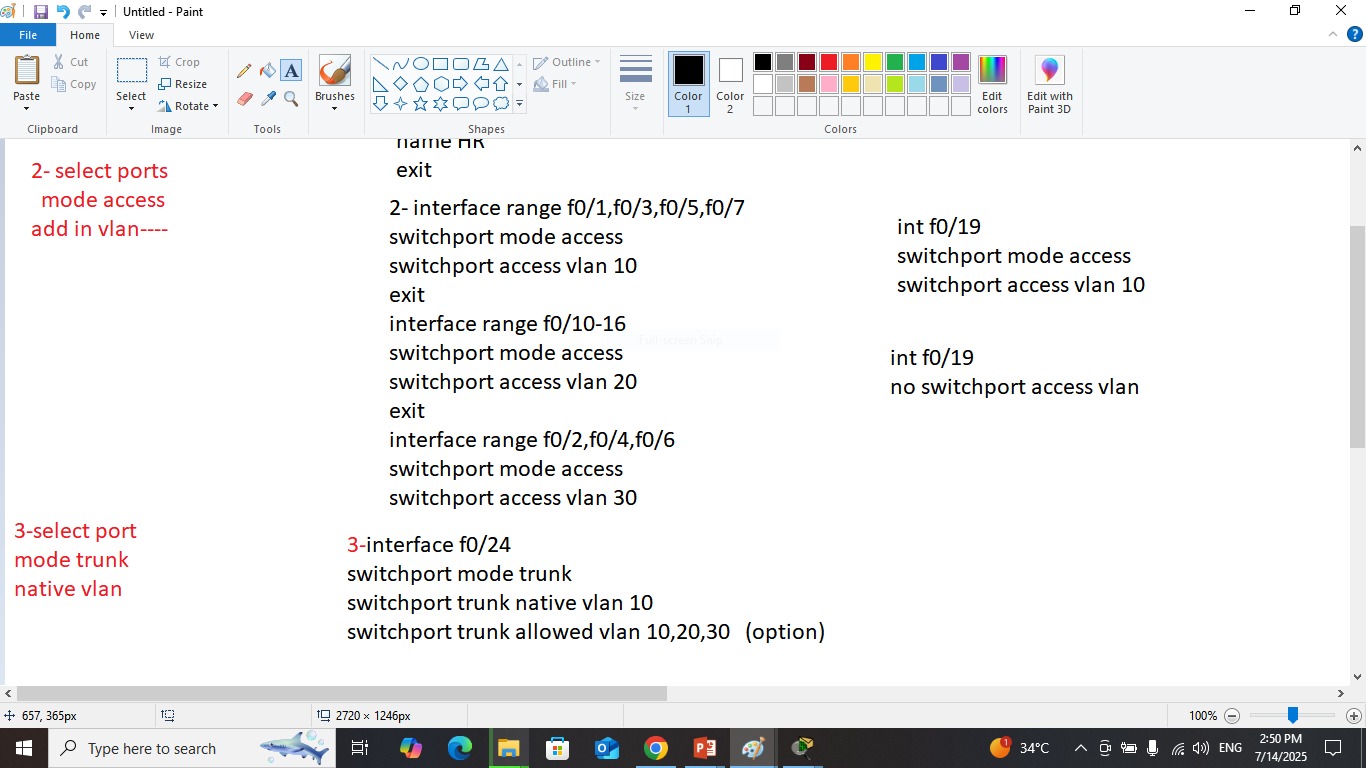 Untitled - Paint
File
Home
View
Paste
Cut
Copy
Clipboard
Select
Crop
Resize
Rotate
Image
A
Tools
Brushes
Outline
Fill
Shapes
Size
Color 1
Color 2
Colors
Edit colors
Edit with Paint 3D
name HR
exit
2- select ports
mode access
add in vlan----
2- interface range f0/1,f0/3,f0/5,f0/7
switchport mode access
switchport access vlan 10
exit
interface range f0/10-16
switchport mode access
switchport access vlan 20
exit
interface range f0/2,f0/4,f0/6
switchport mode access
switchport access vlan 30
int f0/19
switchport mode access
switchport access vlan 10
int f0/19
no switchport access vlan
Full-screen Snip
3-select port
mode trunk
native vlan
3-interface f0/24
switchport mode trunk
switchport trunk native vlan 10
switchport trunk allowed vlan 10,20,30 (option)
657, 365px
2720 × 1246px
100%
Type here to search
34°C
ENG
2:50 PM
7/14/2025